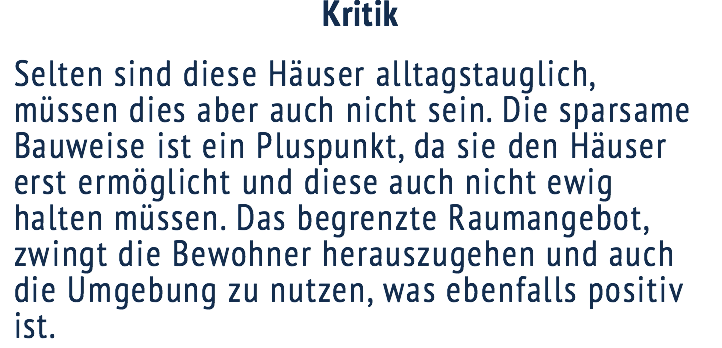 Kritik
Selten sind diese Häuser alltagstauglich,
müssen dies aber auch nicht sein. Die sparsame
Bauweise ist ein Pluspunkt, da sie den Häuser
erst ermöglicht und diese auch nicht ewig
halten müssen. Das begrenzte Raumangebot,
zwingt die Bewohner herauszugehen und auch
die Umgebung zu nutzen, was ebenfalls positiv
ist.